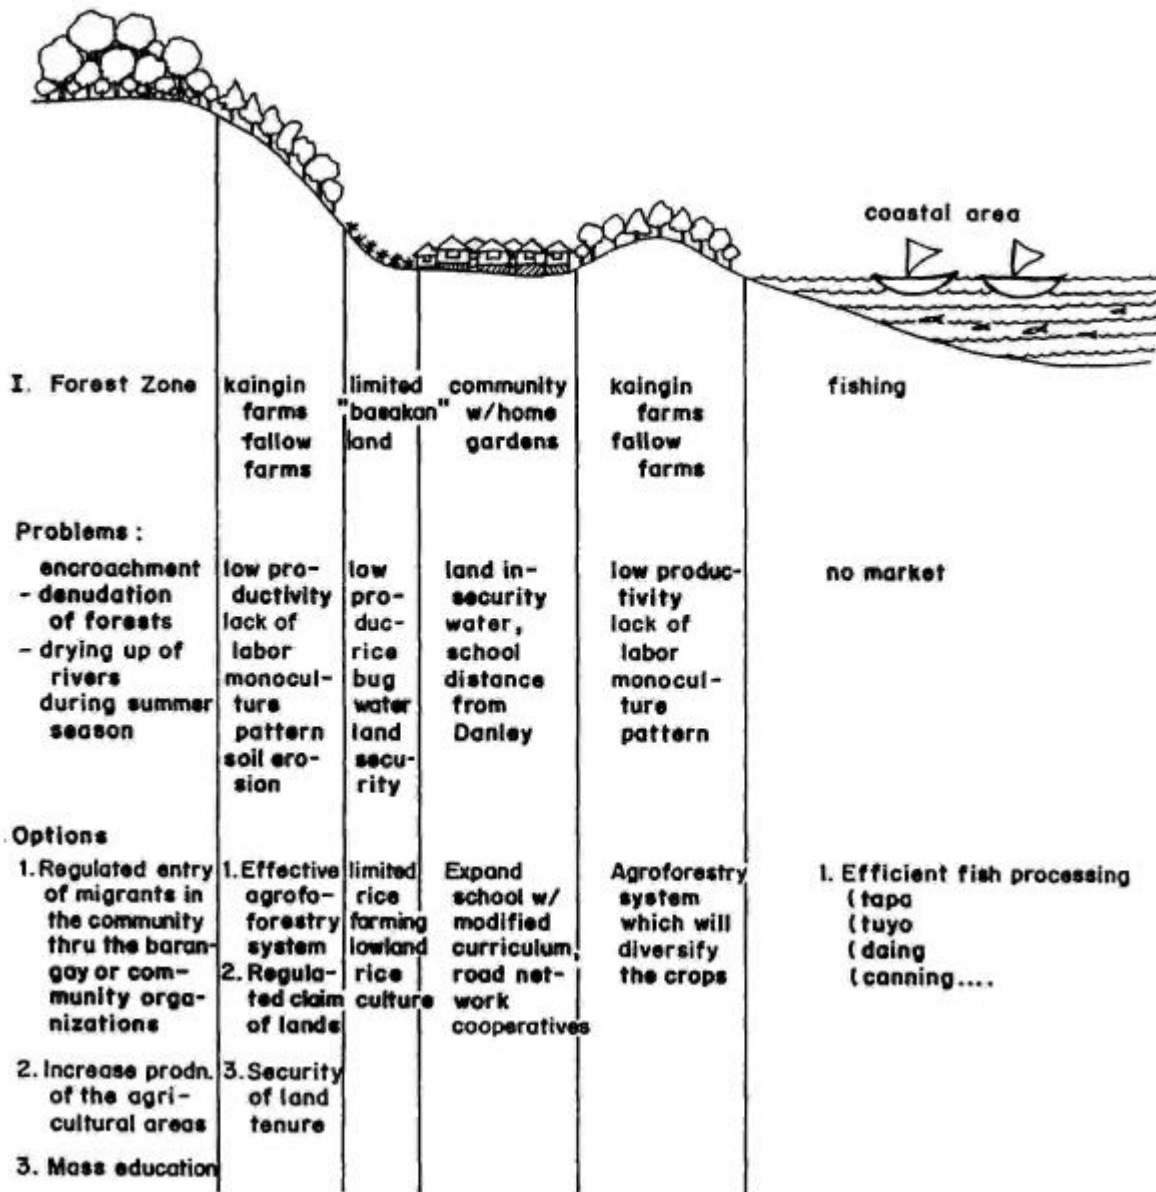 coastal area
I. Forest Zone
kaingin
farms
fallow
farms
limited
"basakan"
land
community
w/home
gardens
kaingin
farms
fallow
farms
fishing
Problems :
encroachment
- denudation
of forests
- drying up of
rivers
during summer
season
low pro-
ductivity
lack of
labor
monocul-
ture
pattern
soil ero-
sion
low
pro-
duc-
rice
bug
water
land
secu-
rity
land in-
security
water,
school
distance
from
Danley
low produc-
tivity
lack of
labor
monocul-
ture
pattern
no market
Options
1. Regulated entry
of migrants in
the community
thru the baran-
gay or com-
munity orga-
nizations
2. Increase prodn.
of the agri-
cultural areas
3. Mass education
1. Effective
agrofo-
forestry
system
2. Regula-
ted claim
of lands
3. Security
of land
tenure
limited
rice
farming
lowland
rice
culture
Expand
school w/
modified
curriculum,
road net-
work
cooperatives
Agroforestry
system
which will
diversify
the crops
1. Efficient fish processing
(tapa
(tuyo
(daing
(canning....